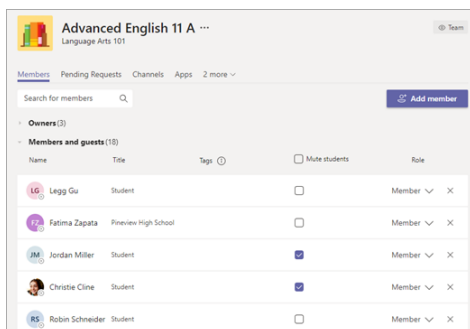 Advanced English 11 A ...
Language Arts 101
Team
Members Pending Requests Channels Apps 2 more
Search for members
Add member
Owners(3)
Members and guests(18)
Name Title Tags Mute students Role
LG Legg Gu Student Member
FZ Fatima Zapata Pineview High School Member
JM Jordan Miller Student Member
Christie Cline Student Member
RS Robin Schneider Student Member